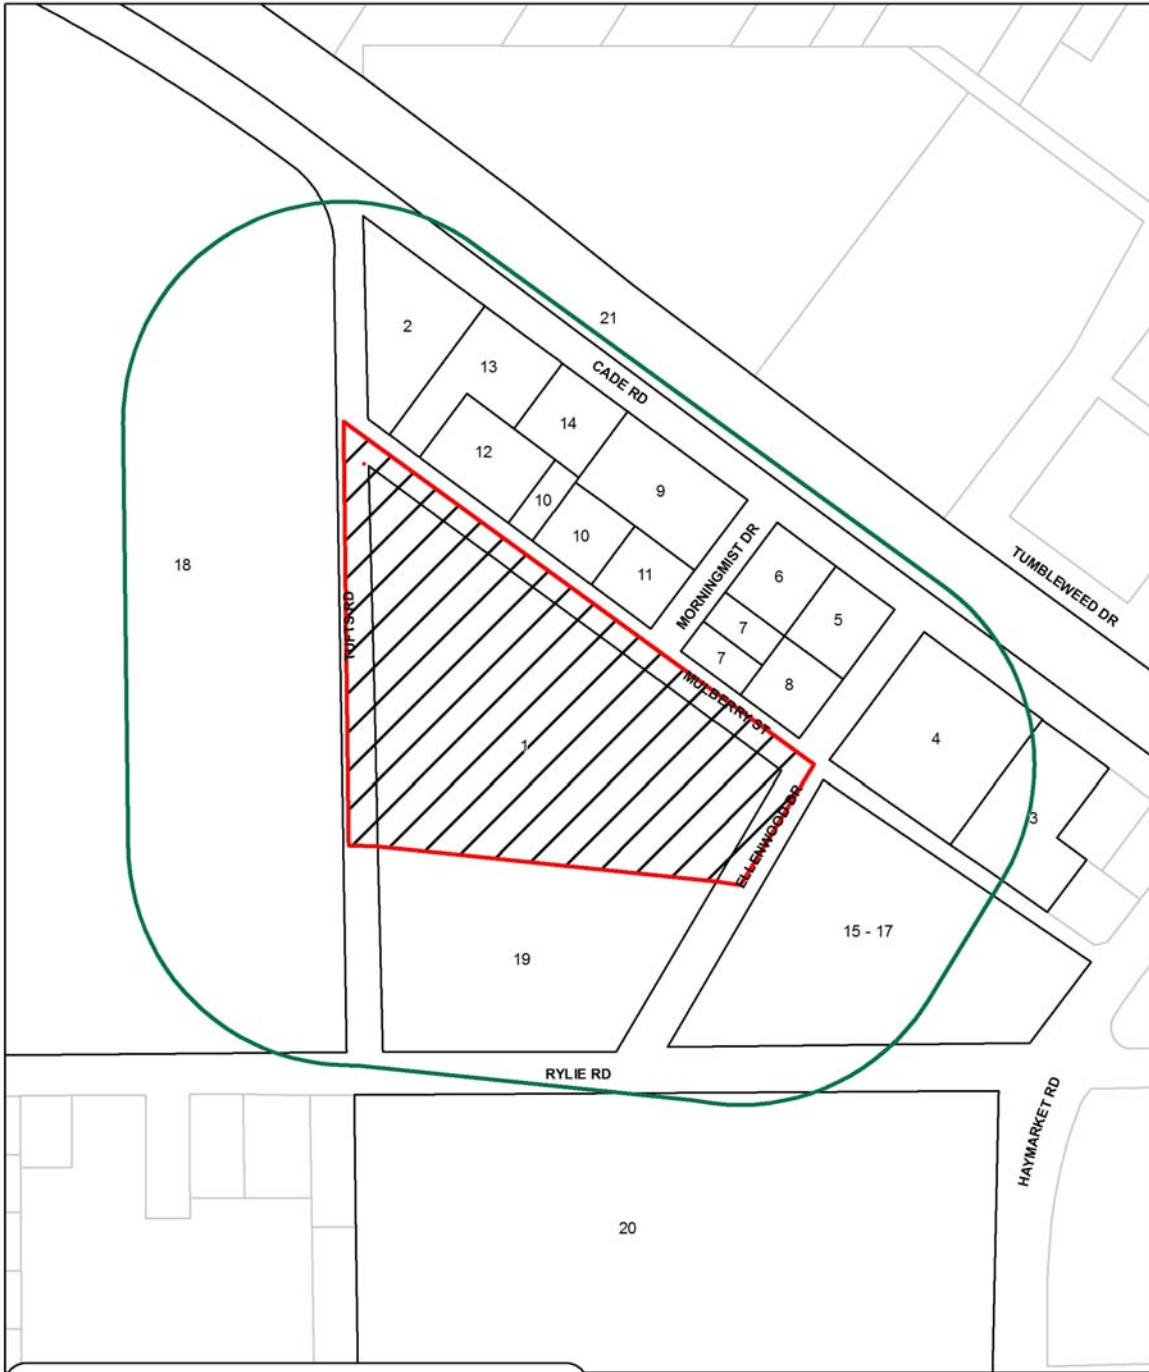 21
2
CADE RD
13
14
12
9
10
10
TUMBLEWEED DR
18
11
MORNINGMIST DR
6
TUFTS RD
5
7
7
8
MULBERRY ST
1
4
3
ELLENWOOD DR
15 - 17
19
RYLIE RD
HAYMARKET RD
20